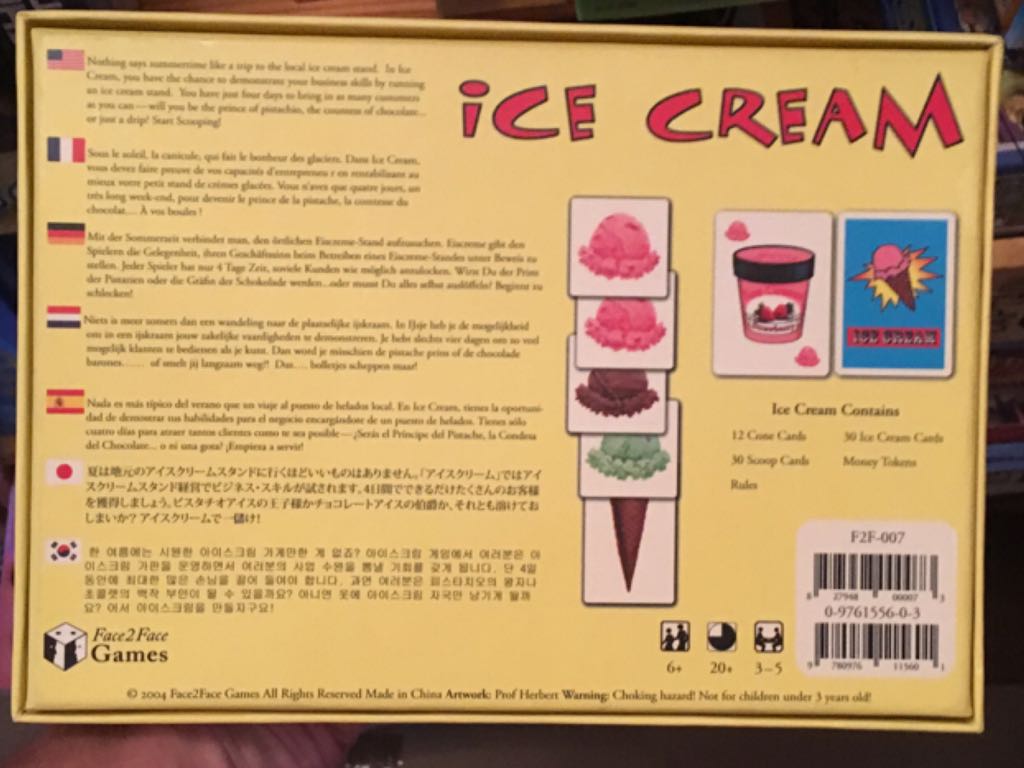 Nothing says summertime like a trip to the local ice cream stand. In Ice
Cream, you have the chance to demonstrate your business skills by running
an ice cream stand. You have just four days to bring in as many customers
as you can—will you be the prince of pistachio, the countess of chocolate...
or just a drip? Start Scooping!
ICE CREAM
Sous le soleil, la canicule, qui fait le bonheur des glaciers. Dans Ice Cream,
vous devez faire preuve de vos capacités d'entrepreneu r en rentabilisant au
mieux votre petit stand de crèmes glacées. Vous n'avez que quatre jours, un
très long week-end, pour devenir le prince de la pistache, la comtesse du
chocolat.... À vos boules !
Mit der Sommerzeit verbindet man, den örtlichen Eiscreme-Stand aufzusuchen. Eiscreme gibt den
Spielern die Gelegenheit, ihren Geschäftssinn beim Betreiben eines Eiscreme-Standes unter Beweis zu
stellen. Jeder Spieler hat nur 4 Tage Zeit, soviele Kunden wie möglich anzulocken. Wirst Du der Prinz
der Pistazien oder die Gräfin der Schokolade werden...oder musst Du alles selbst auslöffeln? Beginnt zu
schlecken!
Niets is meer zomers dan een wandeling naar de plaatselijke ijskraam. In IJsje heb je de mogelijkheid
om in een ijskraam jouw zakelijke vaardigheden te demonstreren. Je hebt slechts vier dagen om zo veel
mogelijk klanten te bedienen als je kunt. Dan word je misschien de pistache prins of de chocolade
barones...... of smelt jij langzaam weg?! Dus.... bolletjes scheppen maar!
Nada es más típico del verano que un viaje al puesto de helados local. En Ice Cream, tienes la oportuni-
dad de demostrar tus habilidades para el negocio encargándose de un puesto de helados. Tienes sólo
cuatro días para atraer tantos clientes como te sea posible—¿Serás el Príncipe del Pistache, la Condesa
del Chocolate... o ni una gota? ¡Empieza a servir!
夏は地元のアイスクリームスタンドに行くほどいいものはありません。「アイスクリーム」ではアイ
スクリームスタンド経営でビジネス・スキルが試されます。4日間でできるだけたくさんのお客様
を獲得しましょう。ピスタチオアイスの王子様かチョコレートアイスの伯爵か、それとも溶けてお
しまいか？アイスクリームで一儲け！
한 여름에는 시원한 아이스크림 가게만한 게 없죠? 아이스크림 게임에서 여러분은 아
이스크림 가판을 운영하면서 여러분의 사업 수완을 뽐낼 기회를 갖게 됩니다. 단 4일
동안에 최대한 많은 손님을 끌어 들여야 합니다. 과연 여러분은 피스타치오의 왕자나
초콜렛의 백작 부인이 될 수 있을까요? 아니면 옷에 아이스크림 자국만 남기게 될까
요? 어서 아이스크림을 만들지구요!
Strawberry
ICE CREAM
Ice Cream Contains
12 Cone Cards
30 Ice Cream Cards
30 Scoop Cards
Money Tokens
Rules
F2F-007
8 27948 00007 3
0-9761556-0-3
9 780976 115601
6+
20+
3–5
Face2Face
Games
© 2004 Face2Face Games All Rights Reserved Made in China Artwork: Prof Herbert Warning: Choking hazard! Not for children under 3 years old!